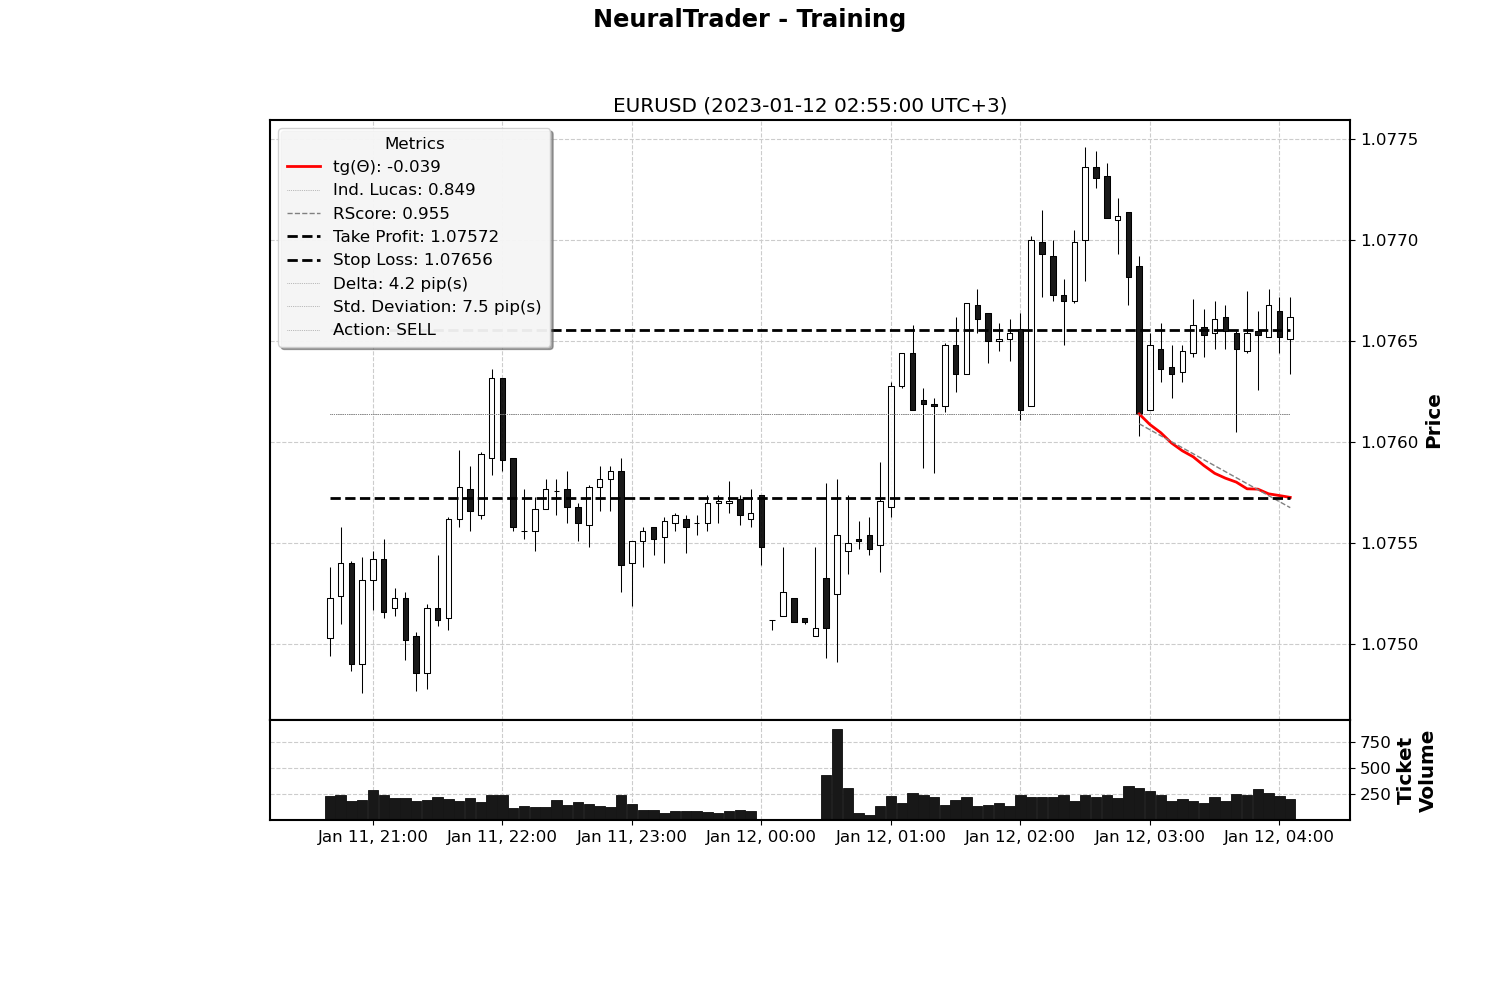 NeuralTrader - Training
EURUSD (2023-01-12 02:55:00 UTC+3)
Metrics
tg(Θ): -0.039
Ind. Lucas: 0.849
RScore: 0.955
Take Profit: 1.07572
Stop Loss: 1.07656
Delta: 4.2 pip(s)
Std. Deviation: 7.5 pip(s)
Action: SELL
1.0775
1.0770
1.0765
1.0760
1.0755
1.0750
Price
750
500
250
Ticket
Volume
Jan 11, 21:00
Jan 11, 22:00
Jan 11, 23:00
Jan 12, 00:00
Jan 12, 01:00
Jan 12, 02:00
Jan 12, 03:00
Jan 12, 04:00